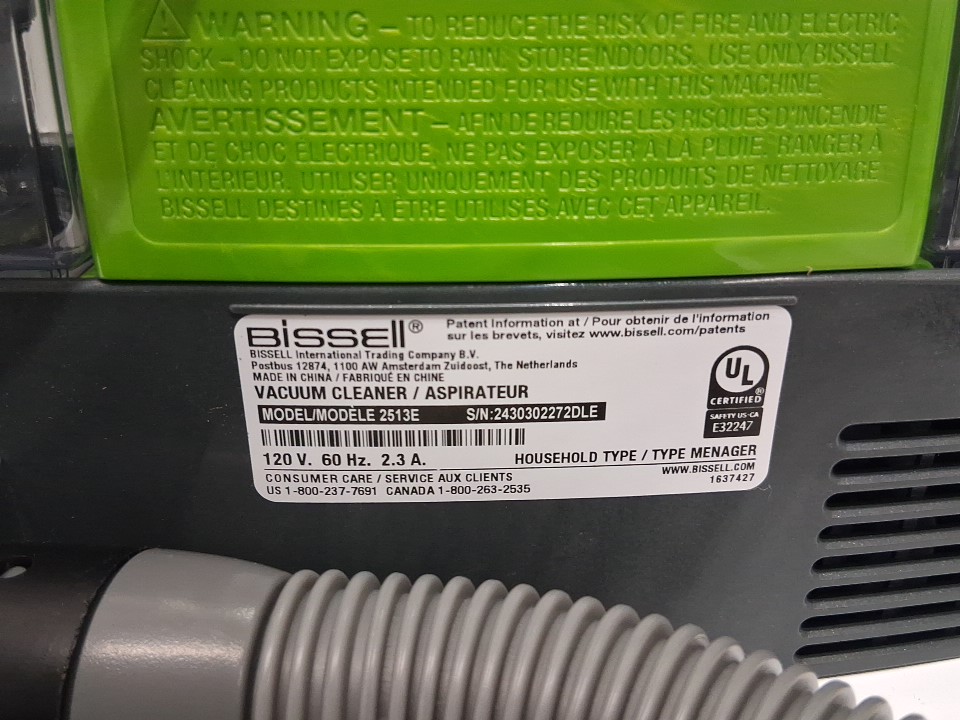 WARNING – TO REDUCE THE RISK OF FIRE AND ELECTRIC
SHOCK – DO NOT EXPOSE TO RAIN. STORE INDOORS. USE ONLY BISSELL
CLEANING PRODUCTS INTENDED FOR USE WITH THIS MACHINE.
AVERTISSEMENT – AFIN DE REDUIRE LES RISQUES D'INCENDIE
ET DE CHOC ÉLECTRIQUE, NE PAS EXPOSER À LA PLUIE. RANGER À
L'INTÉRIEUR. UTILISER UNIQUEMENT DES PRODUITS DE NETTOYAGE
BISSELL DESTINÉS À ÊTRE UTILISÉS AVEC CET APPAREIL.
BISSELL® Patent Information at / Pour obtenir de l'information
sur les brevets, visitez www.bissell.com/patents
BISSELL International Trading Company B.V.
Postbus 12874, 1100 AW Amsterdam Zuidoost, The Netherlands
MADE IN CHINA / FABRIQUÉ EN CHINE
VACUUM CLEANER / ASPIRATEUR
MODEL/MODÈLE 2513E S/N:2430302272DLE
UL ®
CERTIFIED
SAFETY US-CA
E32247
120 V. 60 Hz. 2.3 A. HOUSEHOLD TYPE / TYPE MENAGER
CONSUMER CARE / SERVICE AUX CLIENTS WWW.BISSELL.COM
US 1-800-237-7691 CANADA 1-800-263-2535 1637427